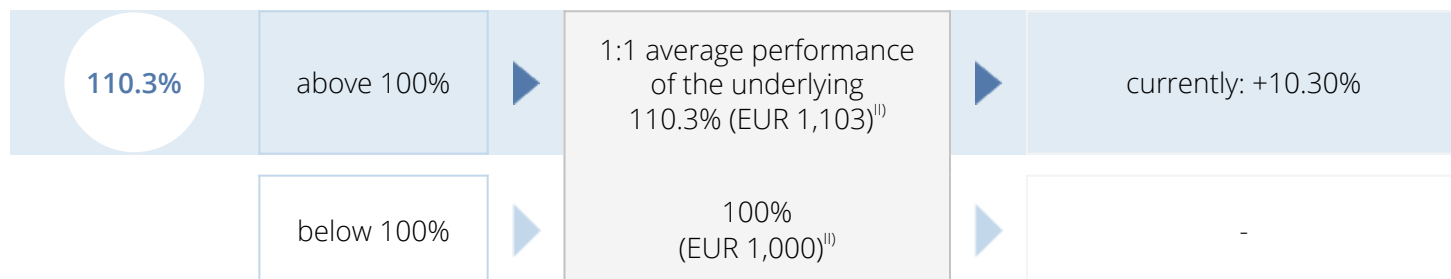 110.3%
above 100%
1:1 average performance
of the underlying
110.3% (EUR 1,103)II)
currently: +10.30%
below 100%
100%
(EUR 1,000)II)
-